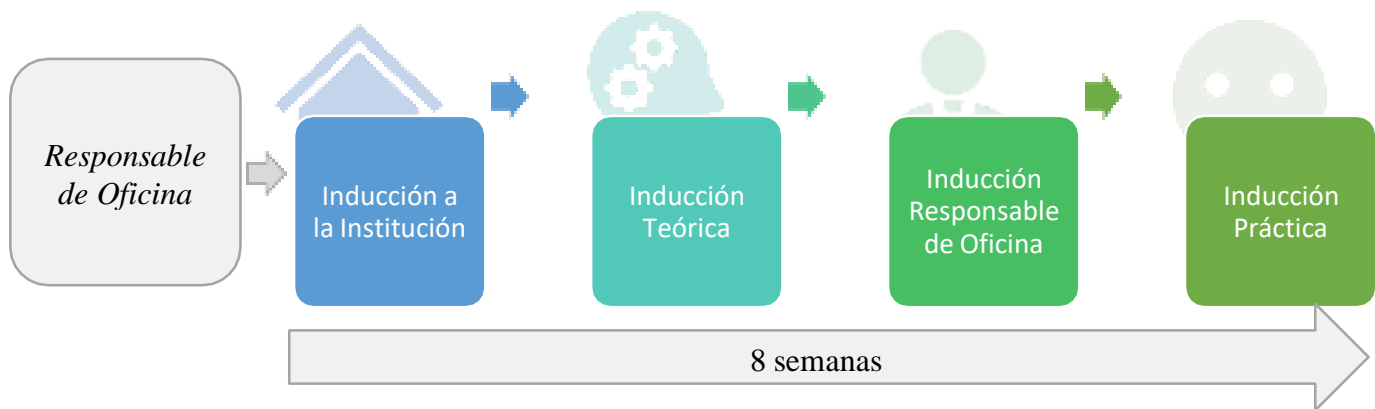 Responsable
de Oficina
Inducción a
la Institución
Inducción
Teórica
Inducción
Responsable
de Oficina
Inducción
Práctica
8 semanas